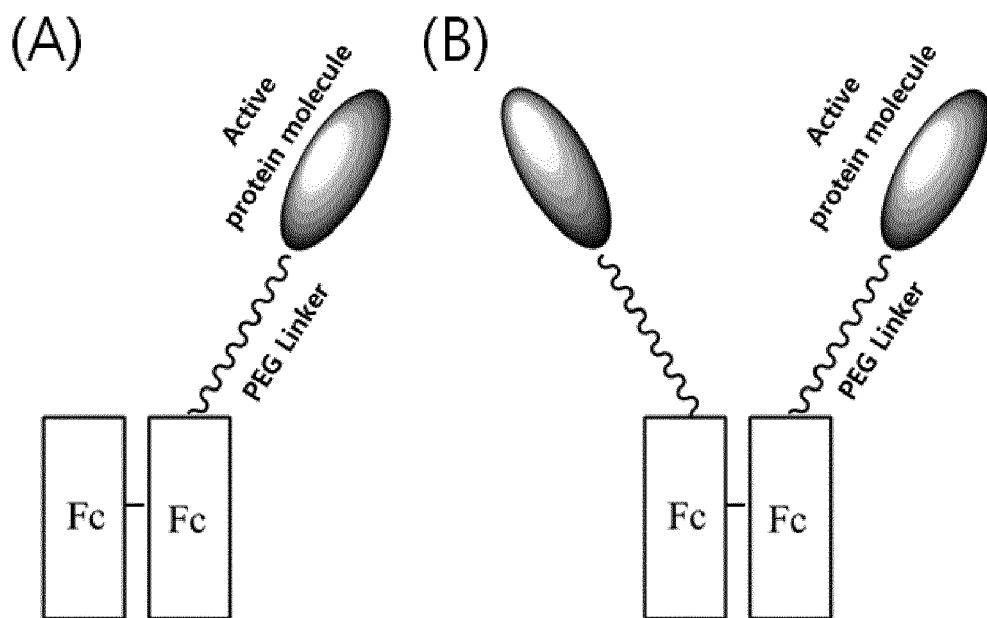 (A)
Active
protein molecule
PEG Linker
Fc
Fc
(B)
Active
protein molecule
PEG Linker
Fc
Fc